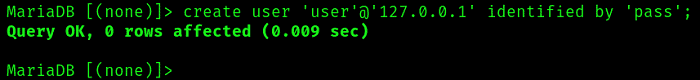 MariaDB [(none)]> create user 'user'@'127.0.0.1' identified by 'pass';
Query OK, 0 rows affected (0.009 sec)
MariaDB [(none)]>